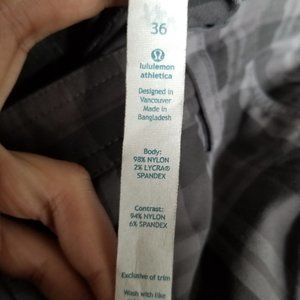 36
lululemon
athletica
Designed in
Vancouver
Made in
Bangladesh
Body:
98% NYLON
2% LYCRA®
SPANDEX
Contrast:
94% NYLON
6% SPANDEX
Exclusive of trim
Wash with like